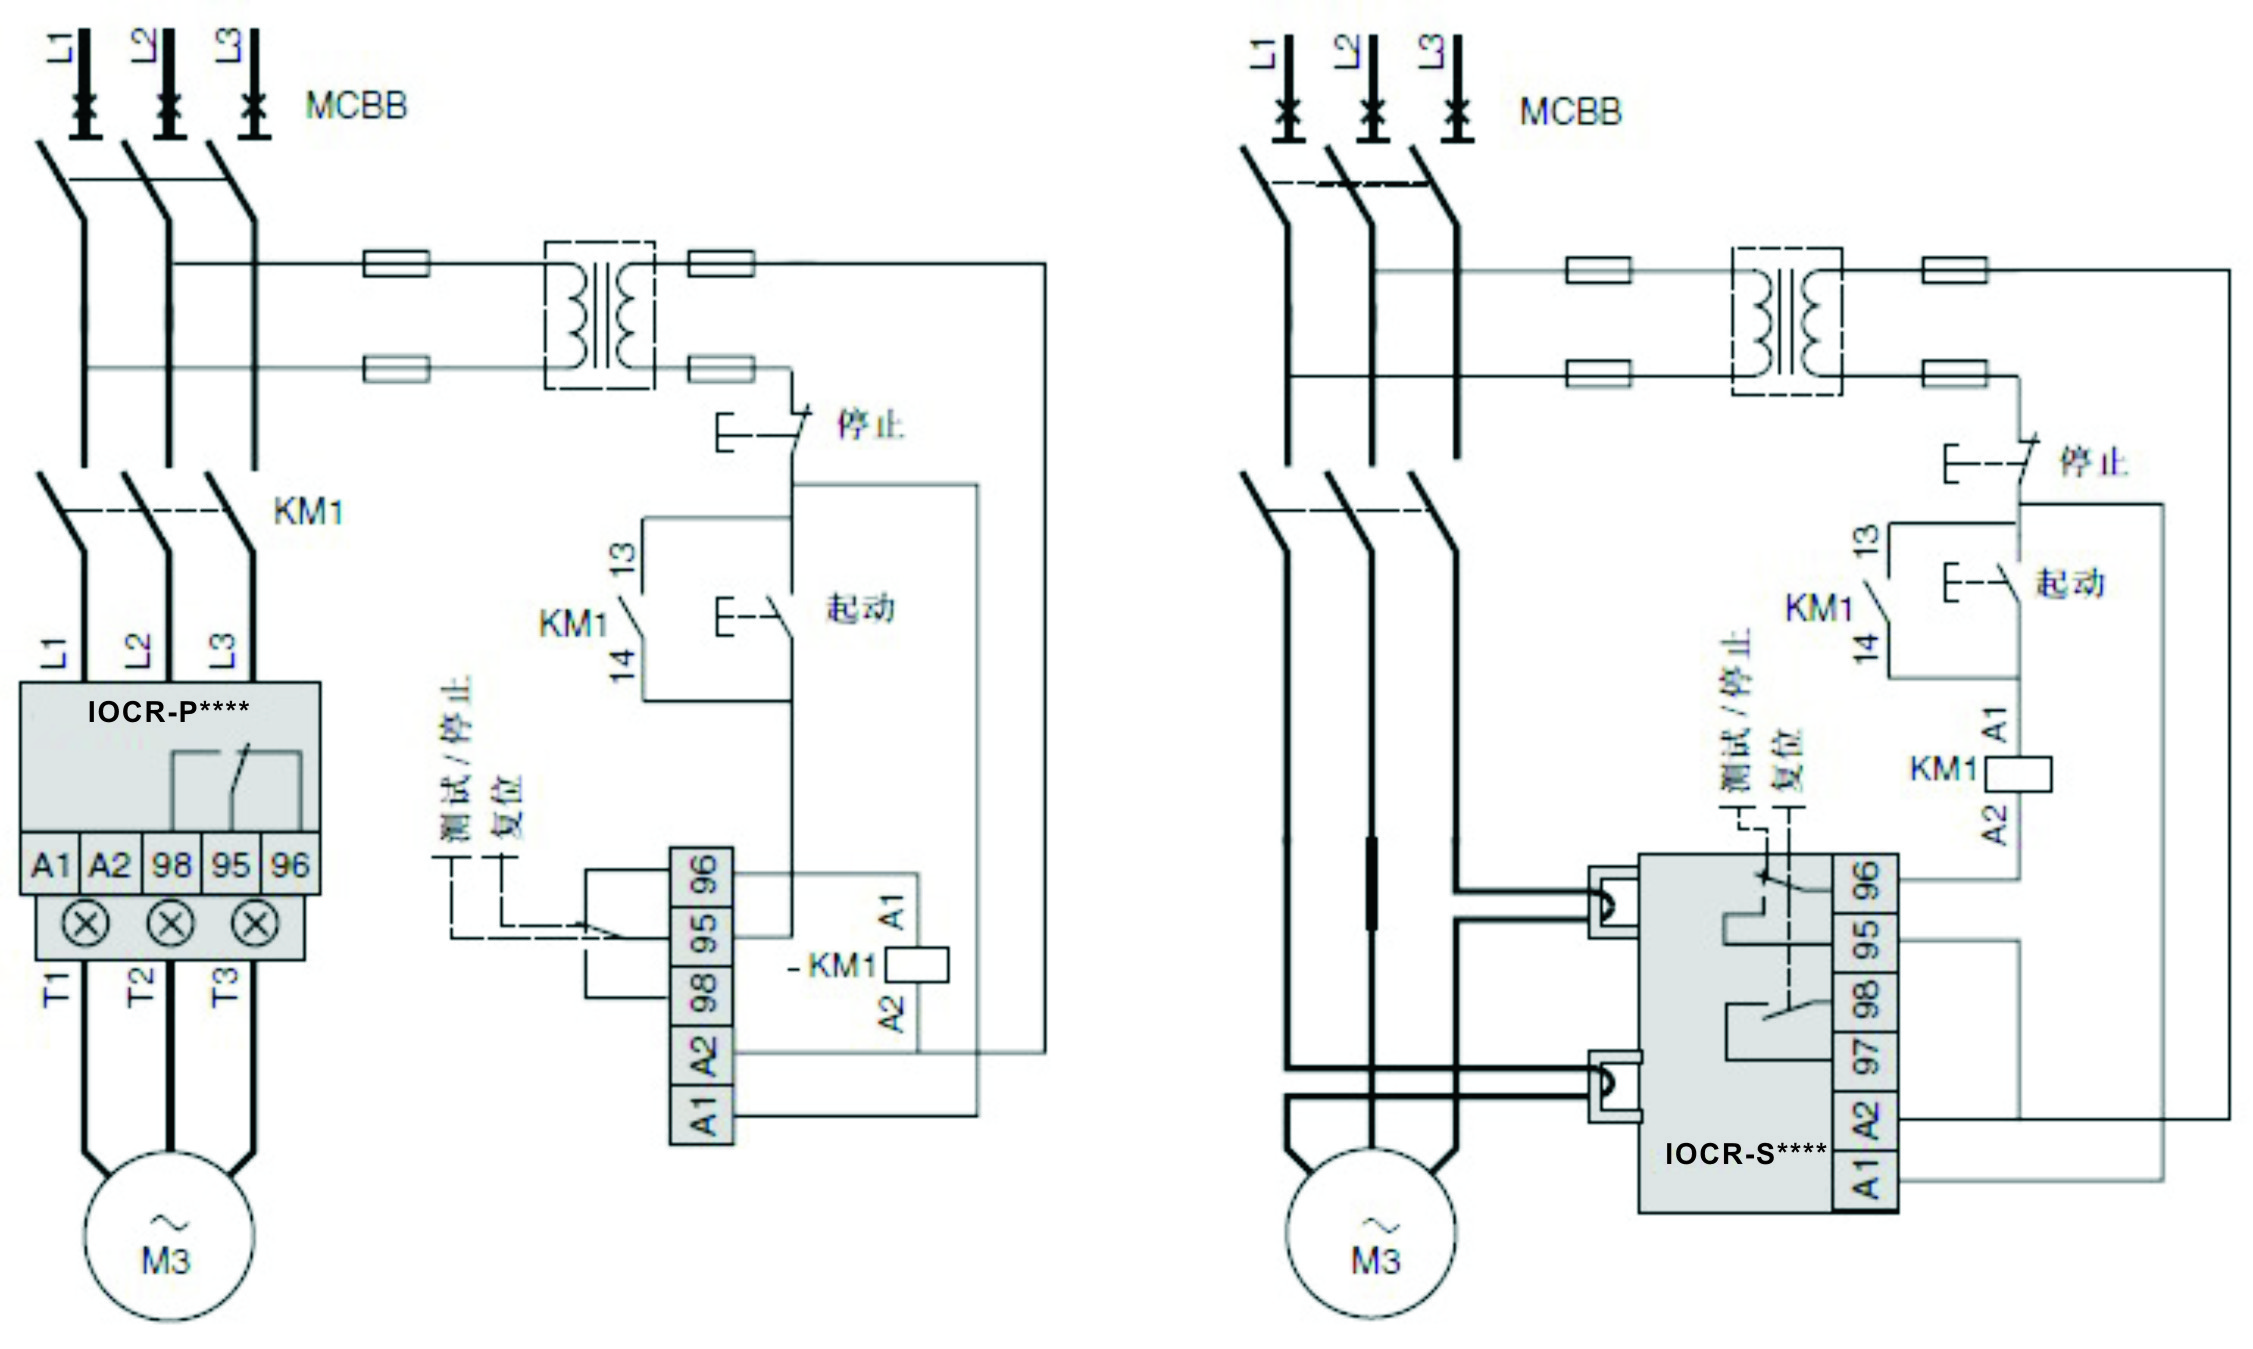 L1
L2
L3
MCBB
KM1
停止
13
KM1
14
起动
L1
L2
L3
IOCR-P****
A1
A2
98
95
96
T1
T2
T3
M3
测试/停止
复位
96
95
98
A2
A1
A1
- KM1
A2
L1
L2
L3
MCBB
停止
13
KM1
14
起动
测试/停止
复位
A1
KM1
A2
96
95
98
97
A2
A1
IOCR-S****
M3